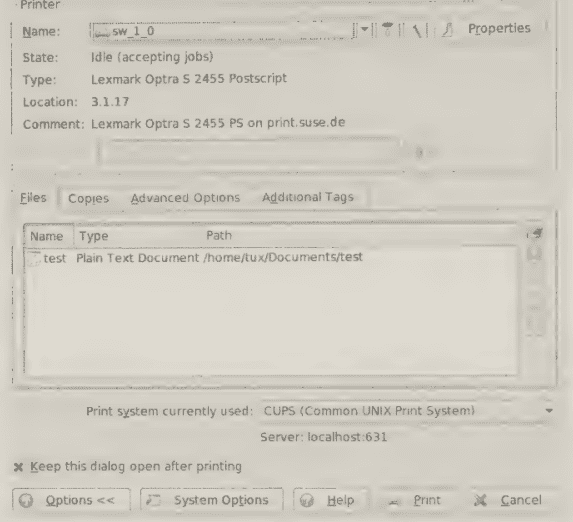 Printer
Name: sw_1_0 Properties
State: Idle (accepting jobs)
Type: Lexmark Optra S 2455 Postscript
Location: 3.1.17
Comment: Lexmark Optra S 2455 PS on print.suse.de
Files Copies Advanced Options Additional Tags
Name Type Path
test Plain Text Document /home/tux/Documents/test
Print system currently used: CUPS (Common UNIX Print System)
Server: localhost:631
Keep this dialog open after printing
Options << System Options Help Print Cancel